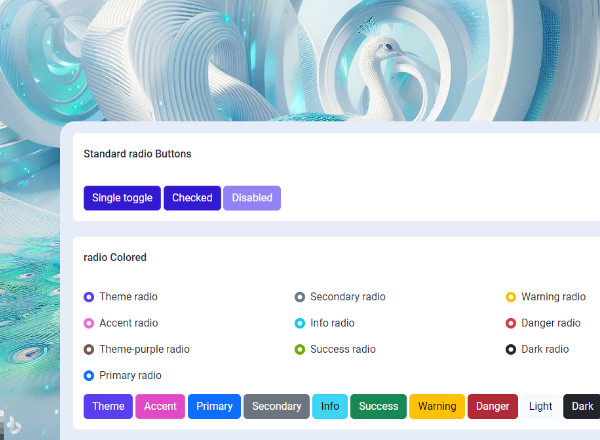 Standard radio Buttons
Single toggle Checked Disabled
radio Colored
Theme radio Secondary radio Warning radio
Accent radio Info radio Danger radio
Theme-purple radio Success radio Dark radio
Primary radio
Theme Accent Primary Secondary Info Success Warning Danger Light Dark